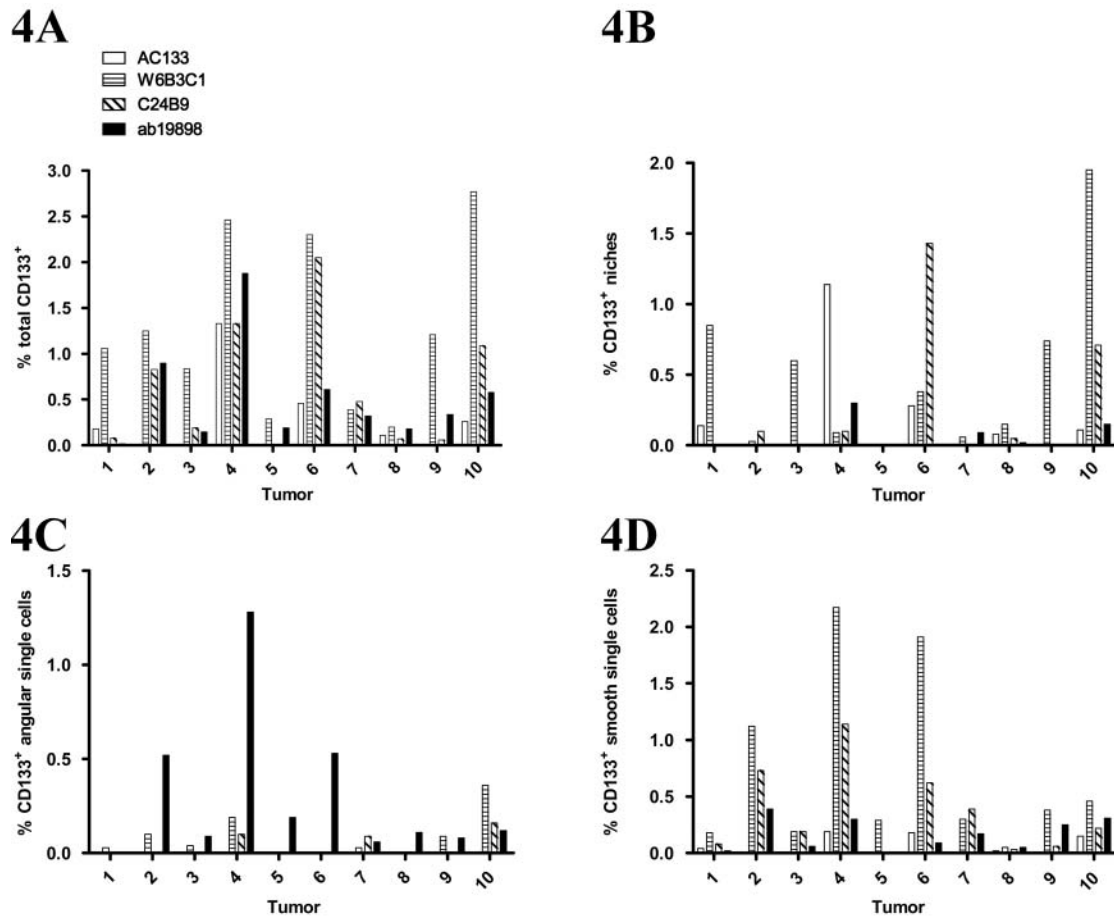 4A
AC133
W6B3C1
C24B9
ab19898
% total CD133+
3.0
2.5
2.0
1.5
1.0
0.5
0.0
1 2 3 4 5 6 7 8 9 10
Tumor
4B
% CD133+ niches
2.0
1.5
1.0
0.5
0.0
1 2 3 4 5 6 7 8 9 10
Tumor
4C
% CD133+ angular single cells
1.5
1.0
0.5
0.0
1 2 3 4 5 6 7 8 9 10
Tumor
4D
% CD133+ smooth single cells
2.5
2.0
1.5
1.0
0.5
0.0
1 2 3 4 5 6 7 8 9 10
Tumor